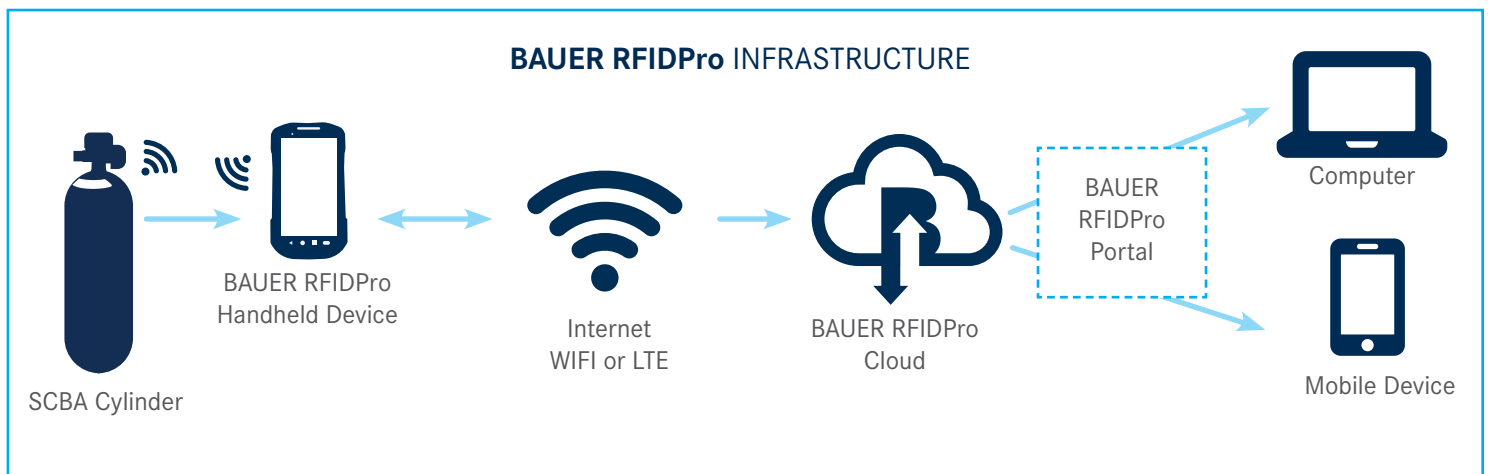 BAUER RFIDPro INFRASTRUCTURE
SCBA Cylinder
BAUER RFIDPro
Handheld Device
Internet
WIFI or LTE
B
BAUER RFIDPro
Cloud
BAUER
RFIDPro
Portal
Computer
Mobile Device